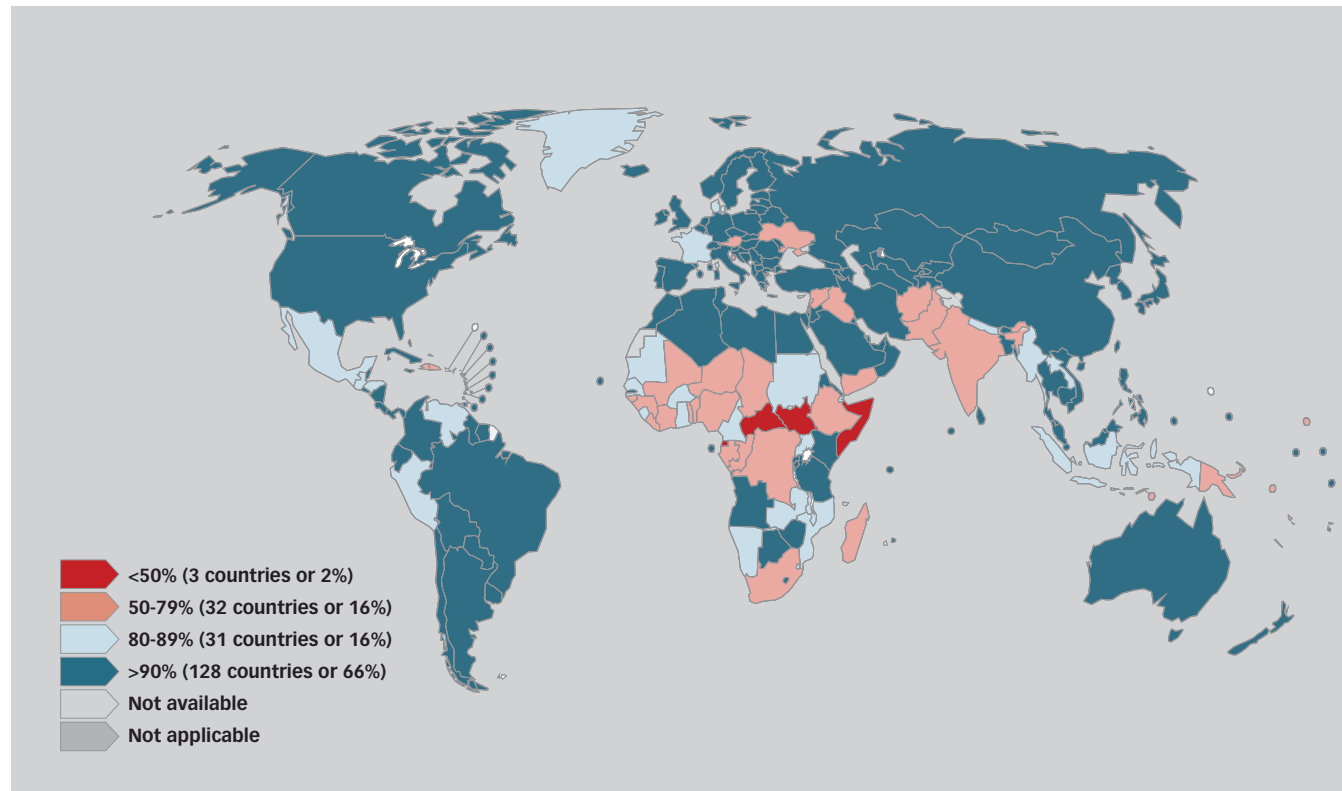 <50% (3 countries or 2%)
50-79% (32 countries or 16%)
80-89% (31 countries or 16%)
>90% (128 countries or 66%)
Not available
Not applicable